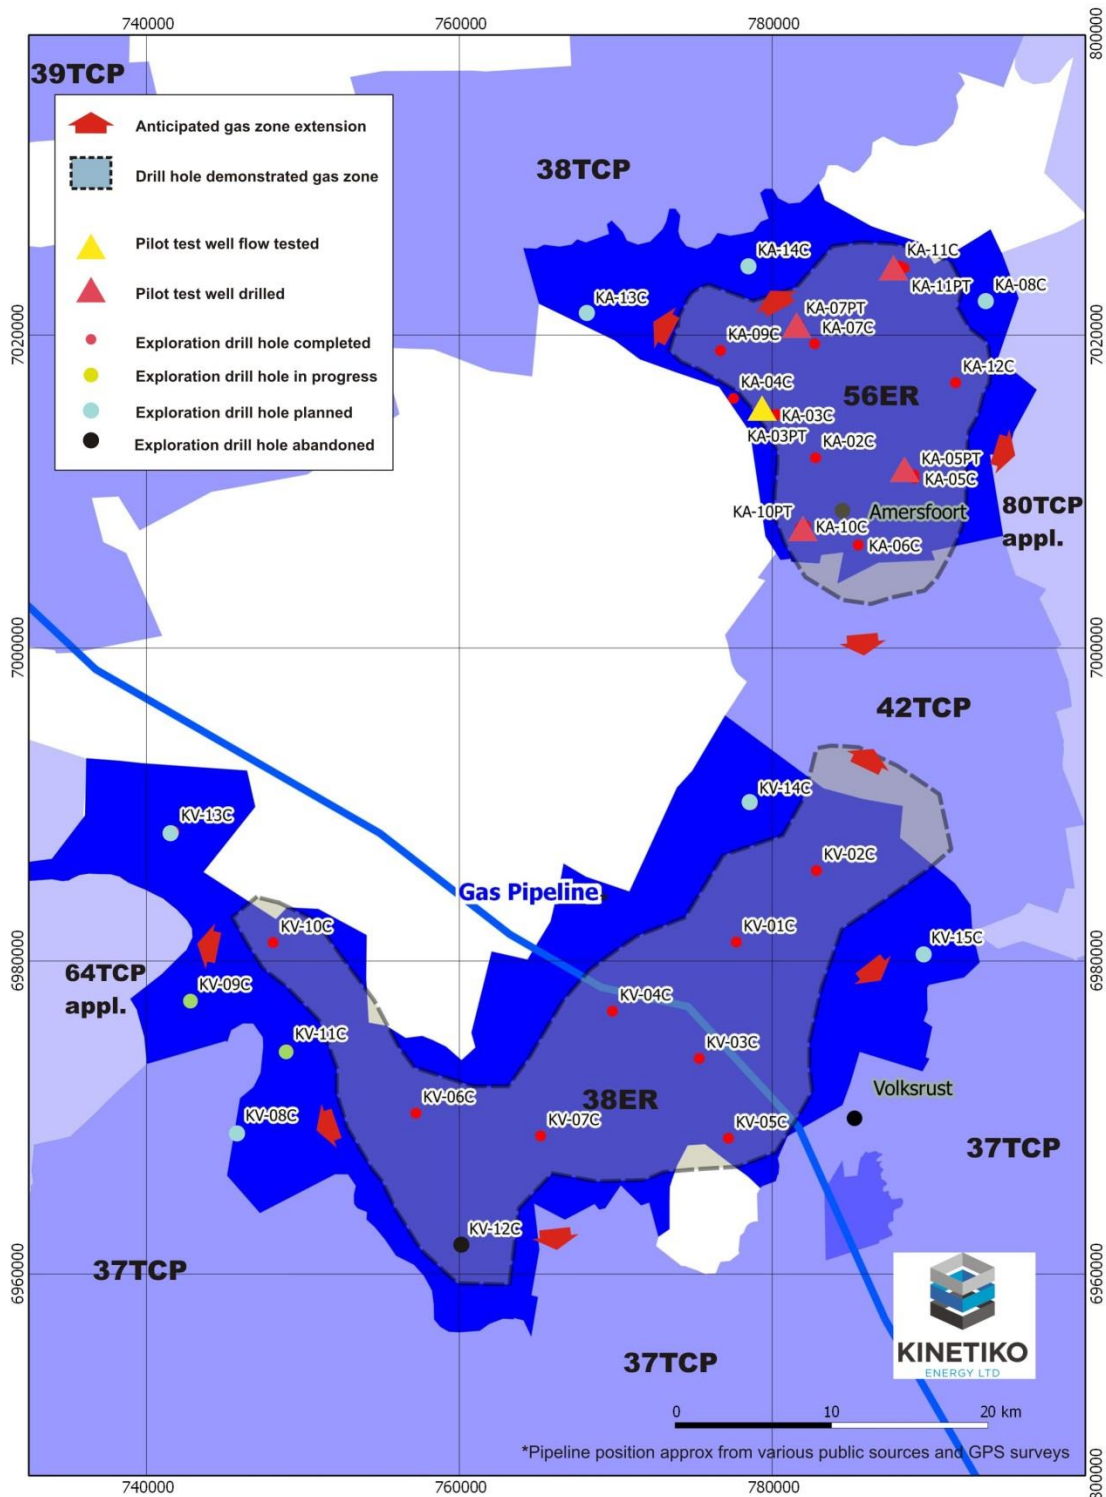 740000
760000
780000
800000
39TCP
Anticipated gas zone extension
Drill hole demonstrated gas zone
Pilot test well flow tested
Pilot test well drilled
Exploration drill hole completed
Exploration drill hole in progress
Exploration drill hole planned
Exploration drill hole abandoned
38TCP
KA-14C
KA-11C
KA-11PT
KA-08C
KA-13C
7020000
7020000
KA-07PT
KA-07C
KA-09C
KA-12C
KA-04C
56ER
KA-03C
KA-03PT
KA-02C
KA-05PT
KA-05C
KA-10PT
KA-10C
Amersfoort
KA-06C
80TCP
appl.
7000000
7000000
42TCP
KV-14C
KV-13C
KV-02C
Gas Pipeline
KV-10C
KV-01C
KV-15C
6980000
6980000
64TCP
appl.
KV-09C
KV-04C
KV-11C
KV-03C
Volksrust
KV-08C
KV-06C
38ER
KV-07C
KV-05C
37TCP
KV-12C
6960000
6960000
37TCP
KINETIKO
ENERGY LTD
37TCP
0 10 20 km
*Pipeline position approx from various public sources and GPS surveys
740000
760000
780000